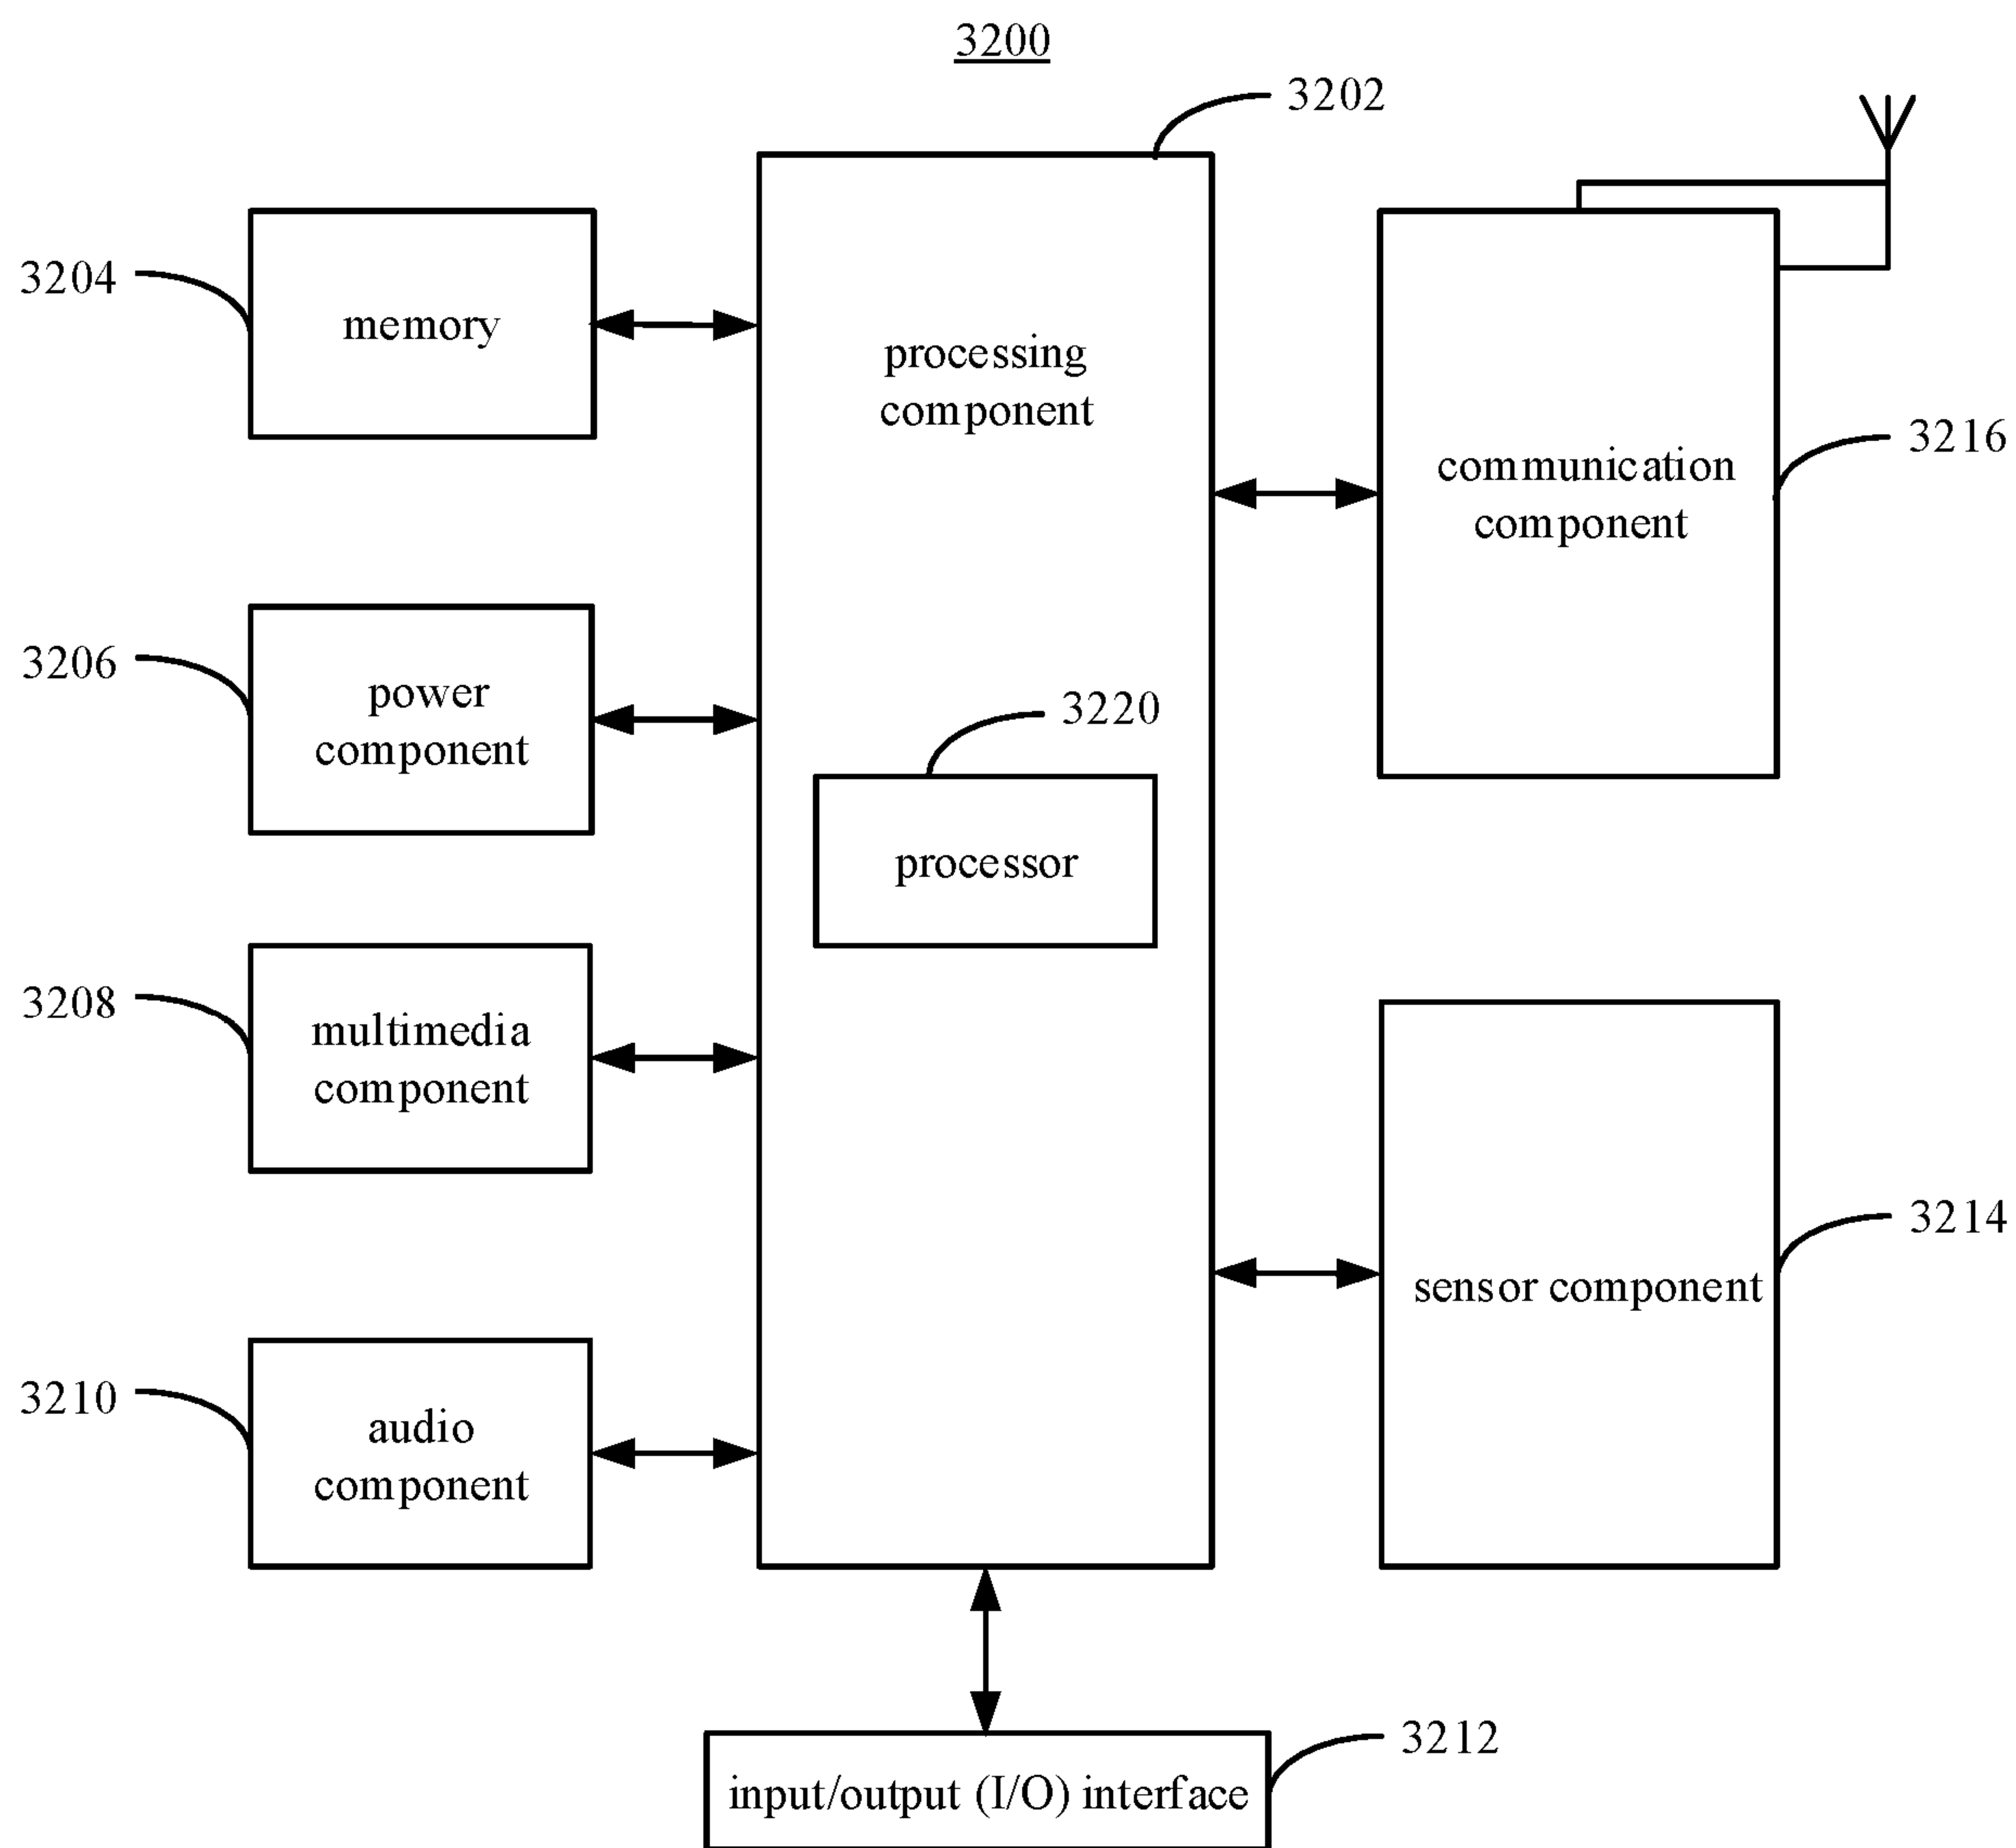 3200
3202
3204
memory
processing
component
communication
component
3216
3206
power
component
3220
processor
3208
multimedia
component
3214
sensor component
3210
audio
component
3212
input/output (I/O) interface